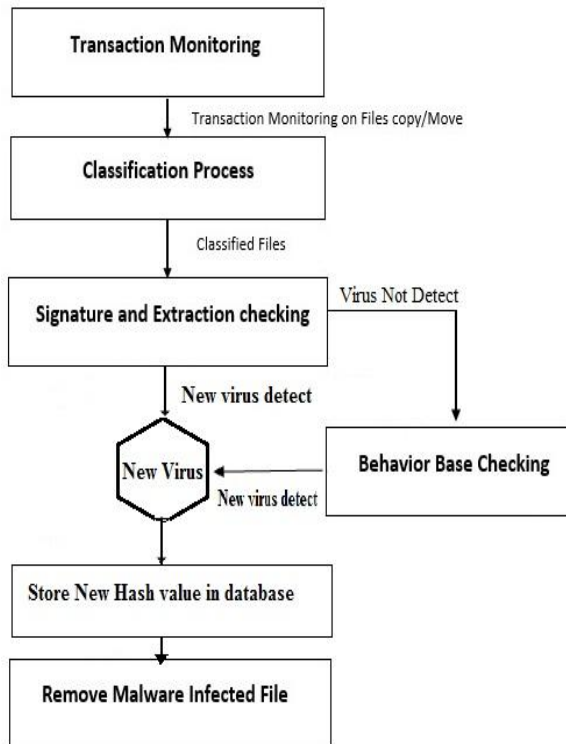 Transaction Monitoring
Transaction Monitoring on Files copy/Move
Classification Process
Classified Files
Signature and Extraction checking
Virus Not Detect
New virus detect
New Virus
Behavior Base Checking
New virus detect
Store New Hash value in database
Remove Malware Infected File